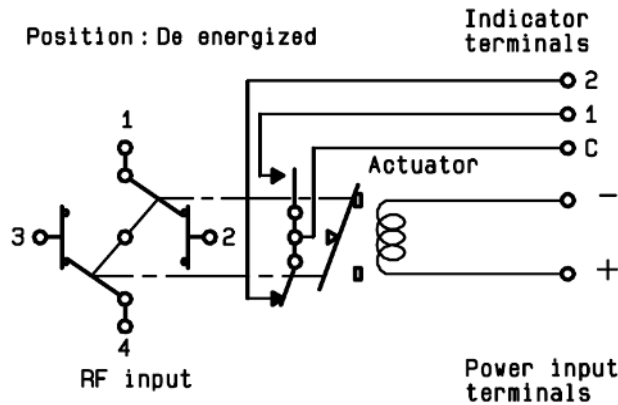 Position : De energized
Indicator
terminals
2
1
C
1
Actuator
3
2
−
+
4
RF input
Power input
terminals